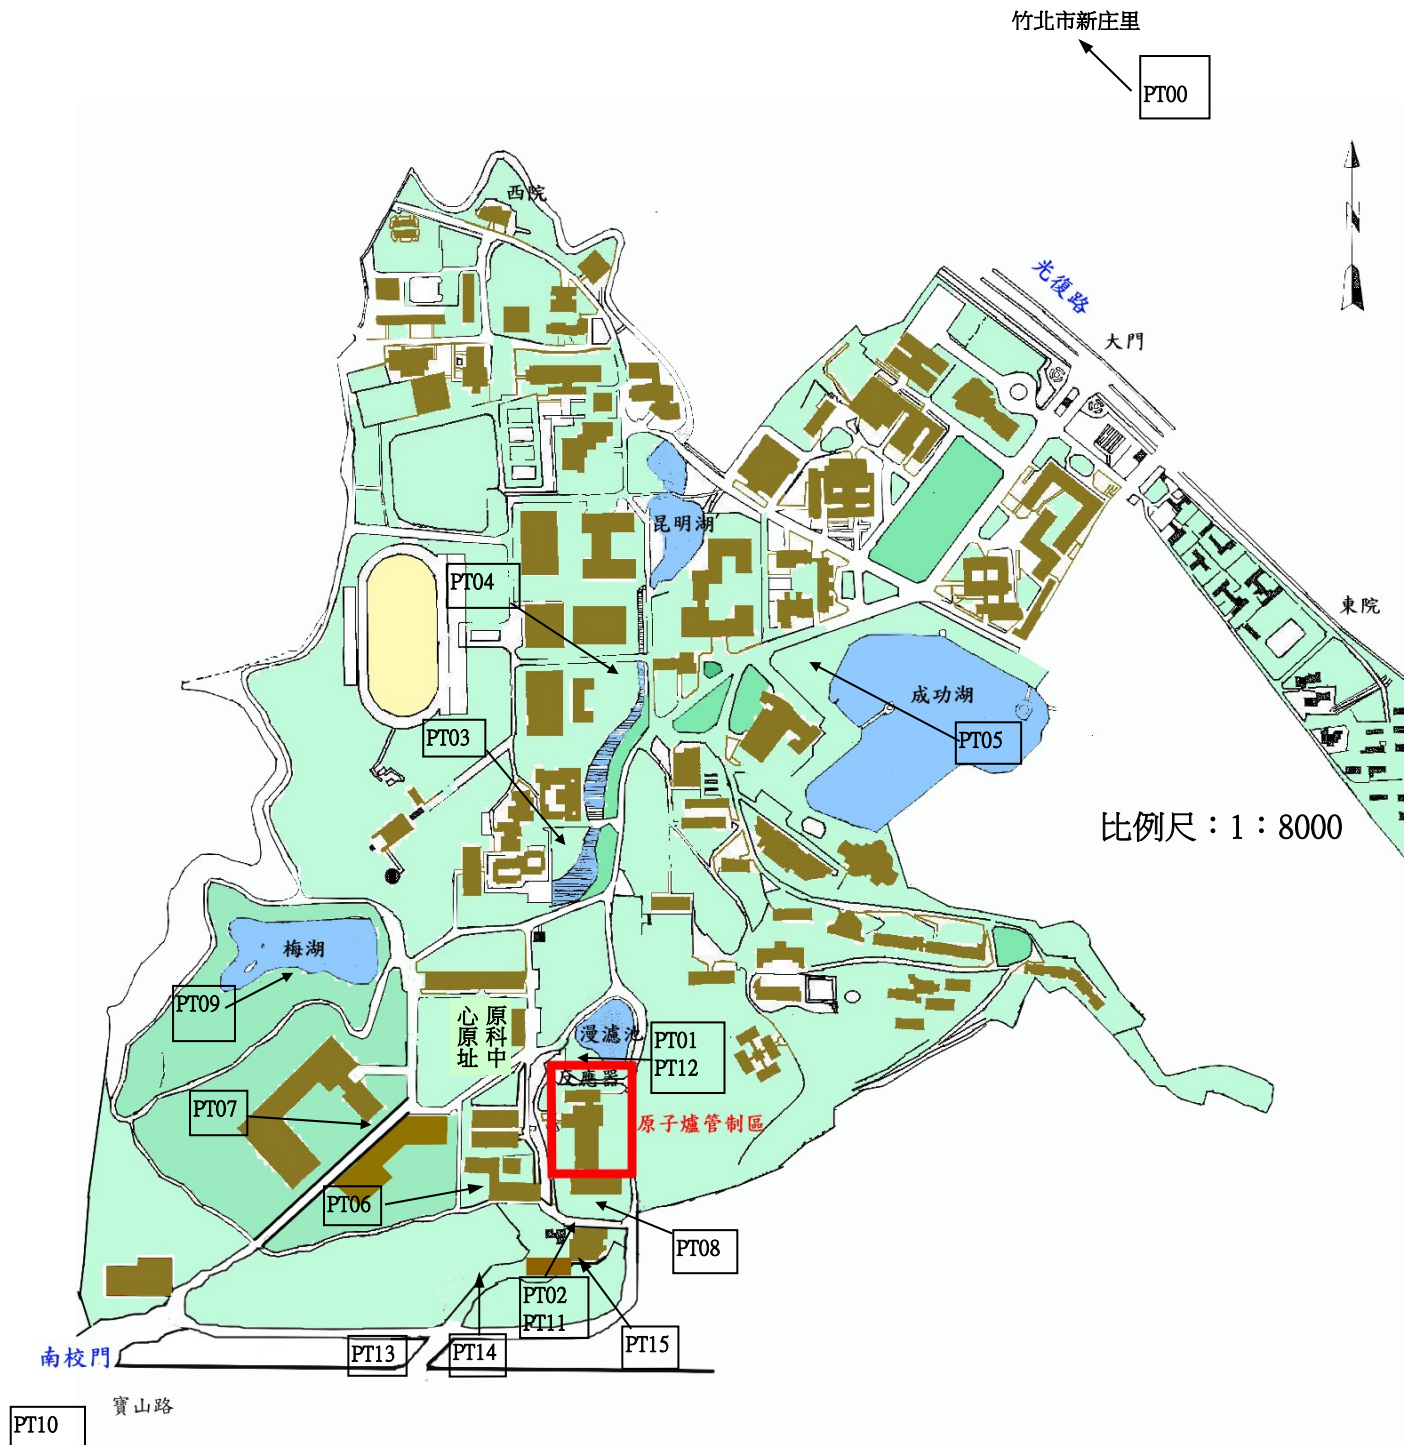 竹北市新庄里
PT00
西院
光復路
大門
N
昆明湖
PT04
東院
成功湖
PT03
PT05
比例尺：1：8000
梅湖
PT09
原科中
心原址
漫濾池
PT01
PT12
反應器
PT07
原子爐管制區
PT06
PT08
PT02
PT11
PT15
PT13
PT14
南校門
寶山路
PT10